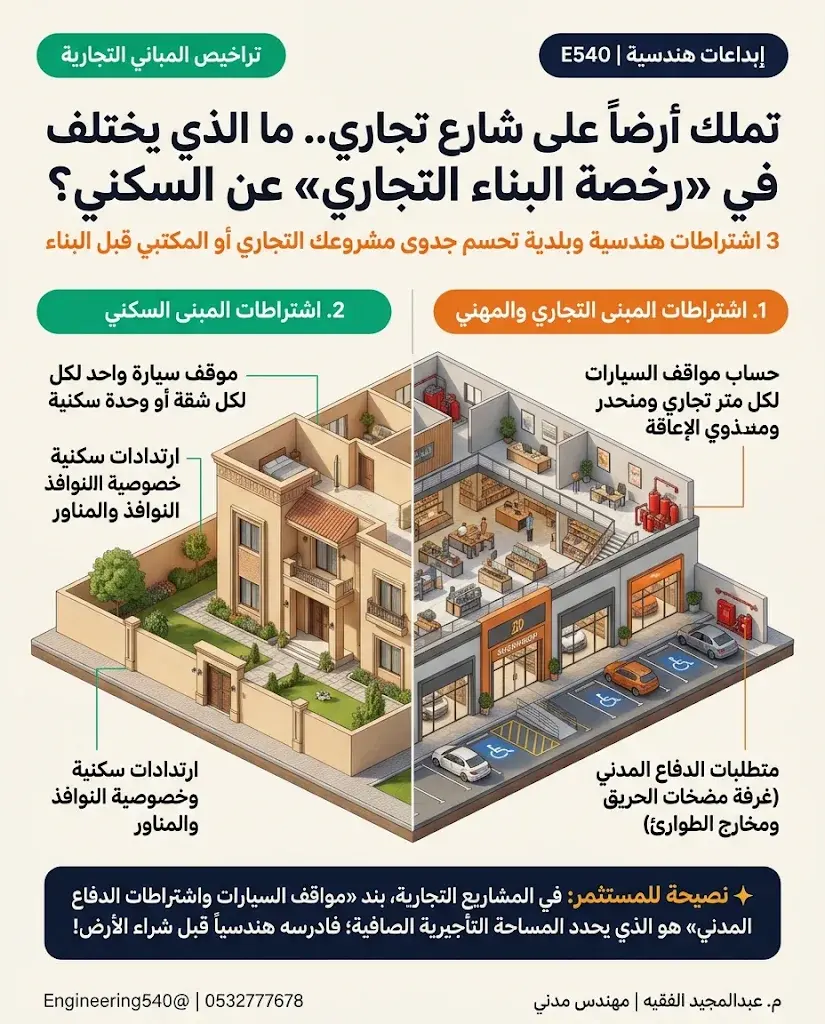 إبداعات هندسية | E540
تراخيص المباني التجارية
تملك أرضاً على شارع تجاري.. ما الذي يختلف
في «رخصة البناء التجاري» عن السكني؟
3 اشتراطات هندسية وبلدية تحسم جدوى مشروعك التجاري أو المكتبي قبل البناء
1. اشتراطات المبنى التجاري والمهني
حساب مواقف السيارات
لكل متر تجاري ومنحدر
الإعاقة
متطلبات الدفاع المدني
(غرفة مضخات الحريق
ومخارج الطوارئ)
2. اشتراطات المبنى السكني
موقف سيارة واحد لكل
لكل شقة أو وحدة سكنية
ارتدادات سكنية
خصوصية النوافذ
النوافذ والمناور
ارتدادات سكنية
وخصوصية النوافذ
والمناور
✦ نصيحة للمستثمر: في المشاريع التجارية، بند «مواقف السيارات واشتراطات الدفاع
المدني» هو الذي يحدد المساحة التأجيرية الصافية؛ فادرسه هندسياً قبل شراء الأرض!
م. عبدالمجيد الفقيه | مهندس مدني
Engineering540@ | 0532777678